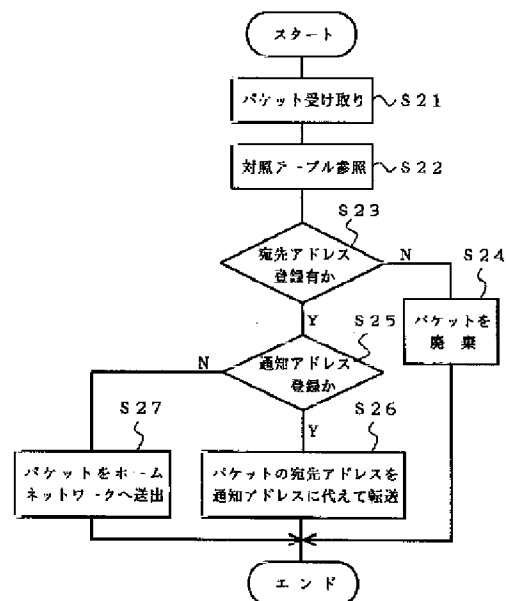 スタート
パケット受け取り
S21
対照テーブル参照
S22
S23
宛先アドレス
登録有か
N
S24
パケットを
廃 棄
Y
S25
通知アドレス
登録か
N
S27
Y
S26
パケットをホーム
ネットワークへ送出
パケットの宛先アドレスを
通知アドレスに代えて転送
エンド